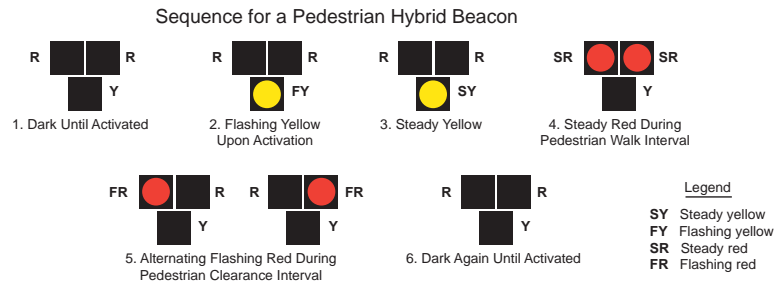 Sequence for a Pedestrian Hybrid Beacon
R R
Y
1. Dark Until Activated
R R
FY
2. Flashing Yellow
Upon Activation
R R
SY
3. Steady Yellow
SR SR
Y
4. Steady Red During
Pedestrian Walk Interval
FR R
Y
R FR
Y
5. Alternating Flashing Red During
Pedestrian Clearance Interval
R R
Y
6. Dark Again Until Activated
Legend
SY Steady yellow
FY Flashing yellow
SR Steady red
FR Flashing red